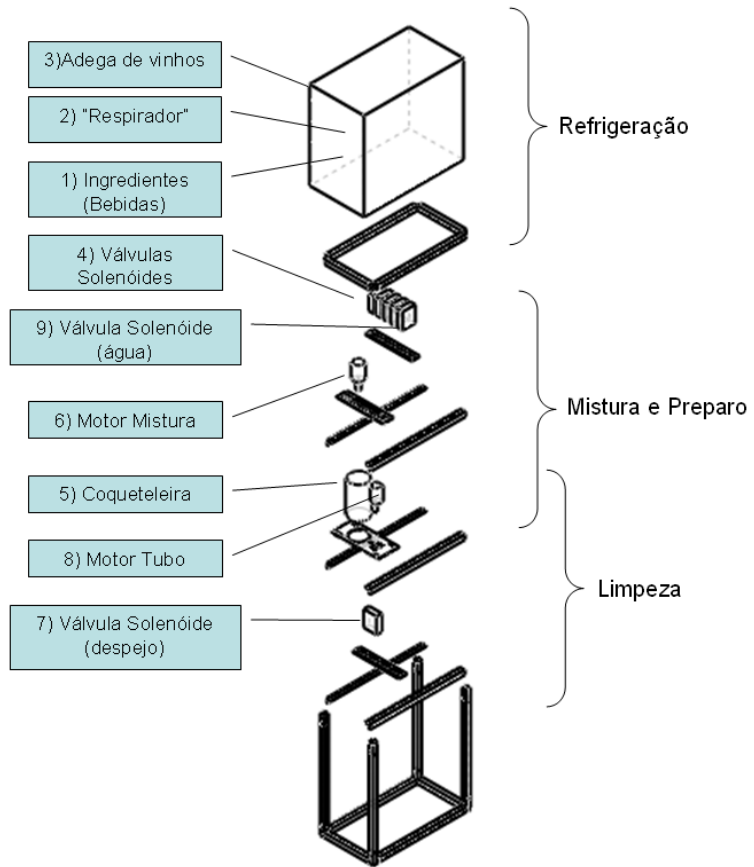 3)Adega de vinhos
2) "Respirador"
1) Ingredientes
(Bebidas)
4) Válvulas
Solenóides
9) Válvula Solenóide
(água)
6) Motor Mistura
5) Coqueteleira
8) Motor Tubo
7) Válvula Solenóide
(despejo)
Refrigeração
Mistura e Preparo
Limpeza